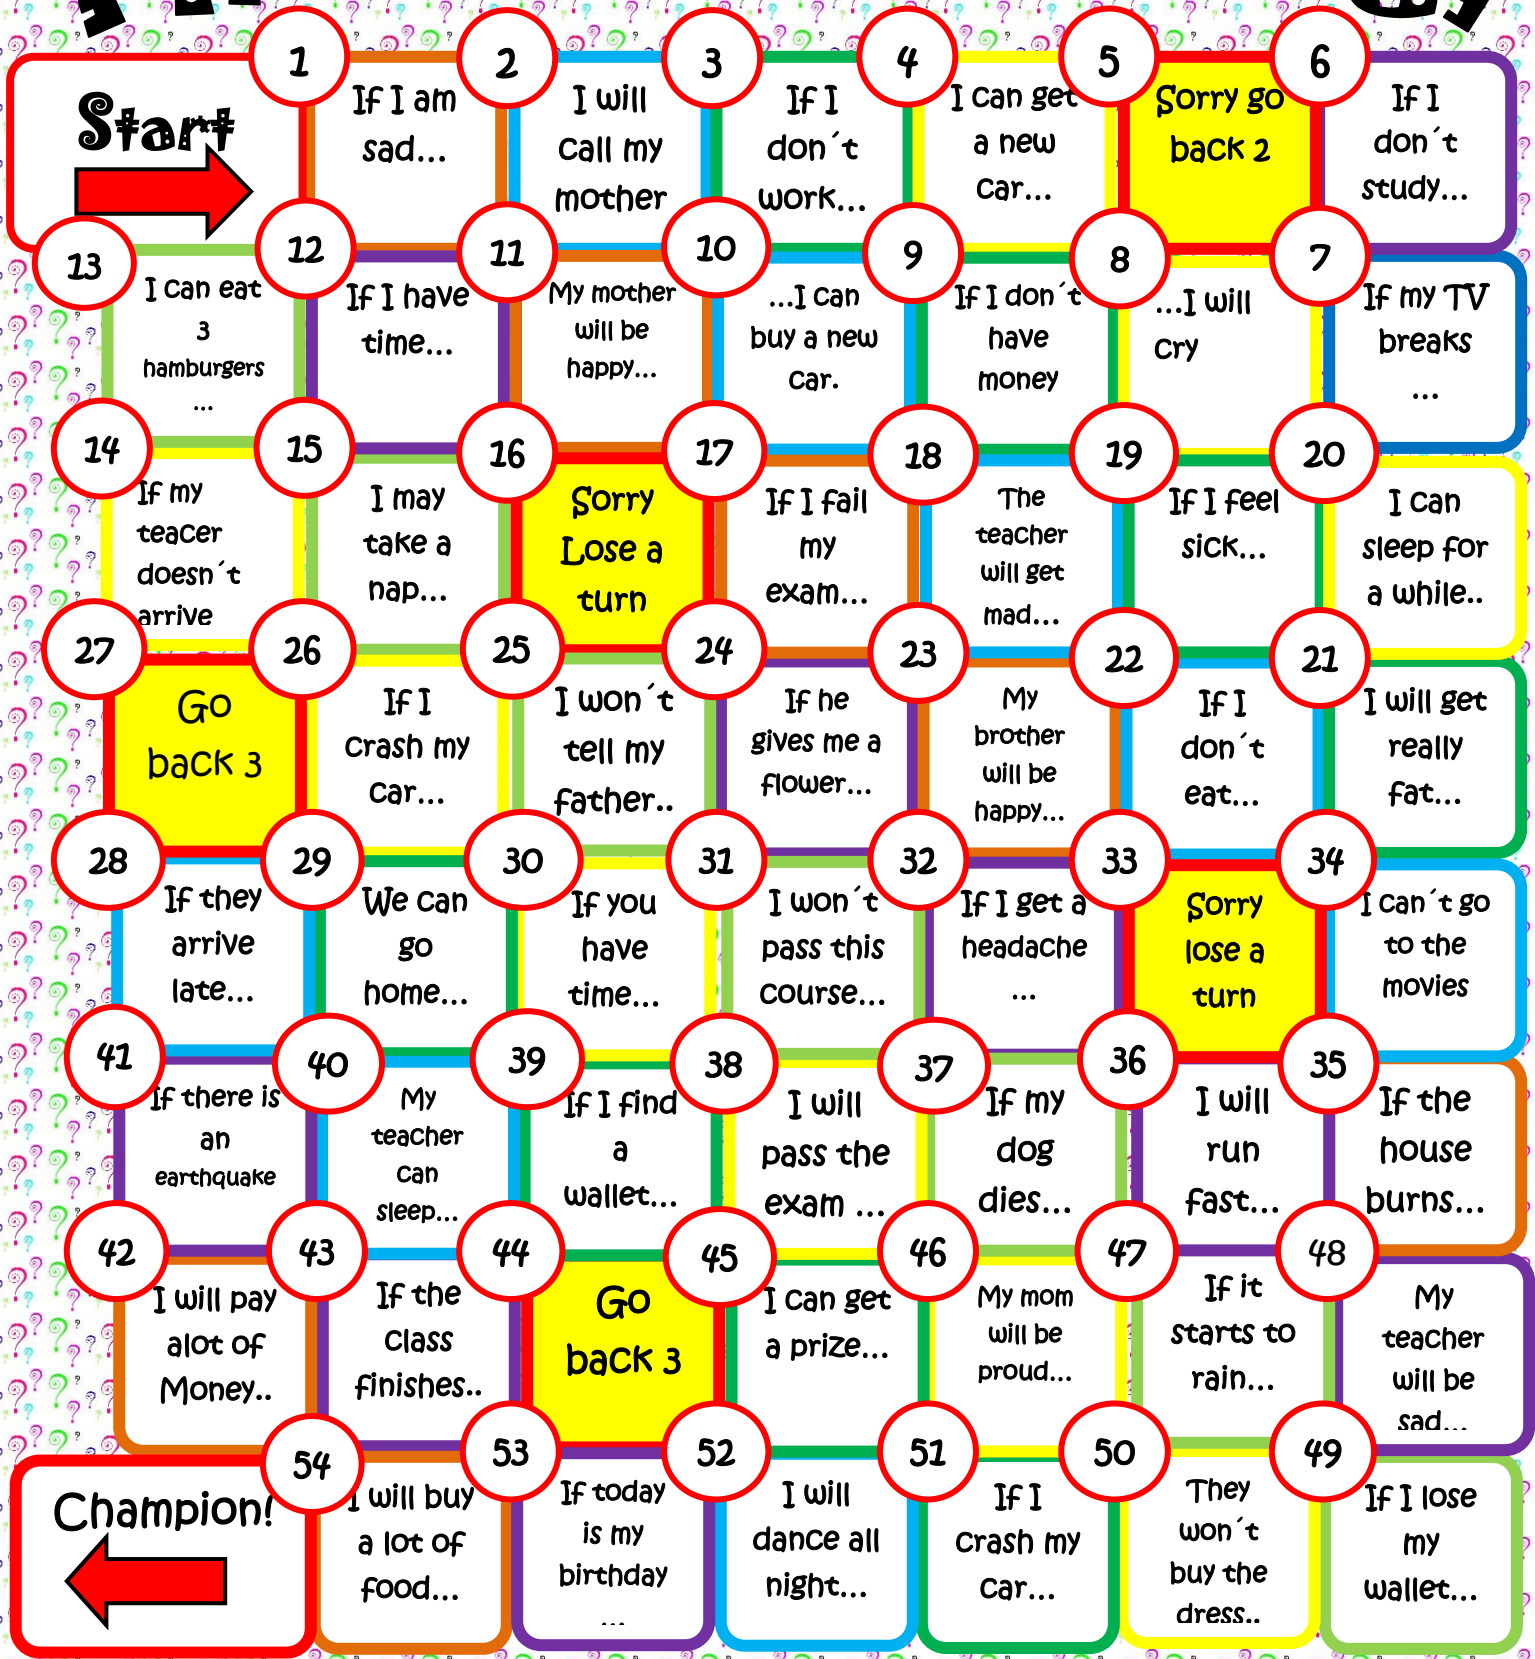 Start
1
If I am
sad...
2
I will
call my
mother
3
If I
don´t
work...
4
I can get
a new
car...
5
Sorry go
back 2
6
If I
don´t
study...
13
I can eat
3
hamburgers
...
12
If I have
time...
11
My mother
will be
happy...
10
...I can
buy a new
car.
9
If I don´t
have
money
8
...I will
cry
7
If my TV
breaks
...
14
If my
teacer
doesn´t
arrive
15
I may
take a
nap...
16
Sorry
Lose a
turn
17
If I fail
my
exam...
18
The
teacher
will get
mad...
19
If I feel
sick...
20
I can
sleep for
a while..
27
Go
back 3
26
If I
crash my
car...
25
I won´t
tell my
father..
24
If he
gives me a
flower...
23
My
brother
will be
happy...
22
If I
don´t
eat...
21
I will get
really
fat...
28
If they
arrive
late...
29
We can
go
home...
30
If you
have
time...
31
I won´t
pass this
course...
32
If I get a
headache
...
33
Sorry
lose a
turn
34
I can´t go
to the
movies
41
If there is
an
earthquake
40
My
teacher
can
sleep...
39
If I find
a
wallet...
38
I will
pass the
exam ...
37
If my
dog
dies...
36
I will
run
fast...
35
If the
house
burns...
42
I will pay
alot of
Money..
43
If the
class
finishes..
44
Go
back 3
45
I can get
a prize...
46
My mom
will be
proud...
47
If it
starts to
rain...
48
My
teacher
will be
sad...
Champion!
54
I will buy
a lot of
food...
53
If today
is my
birthday
...
52
I will
dance all
night...
51
If I
crash my
car...
50
They
won´t
buy the
dress..
49
If I lose
my
wallet...